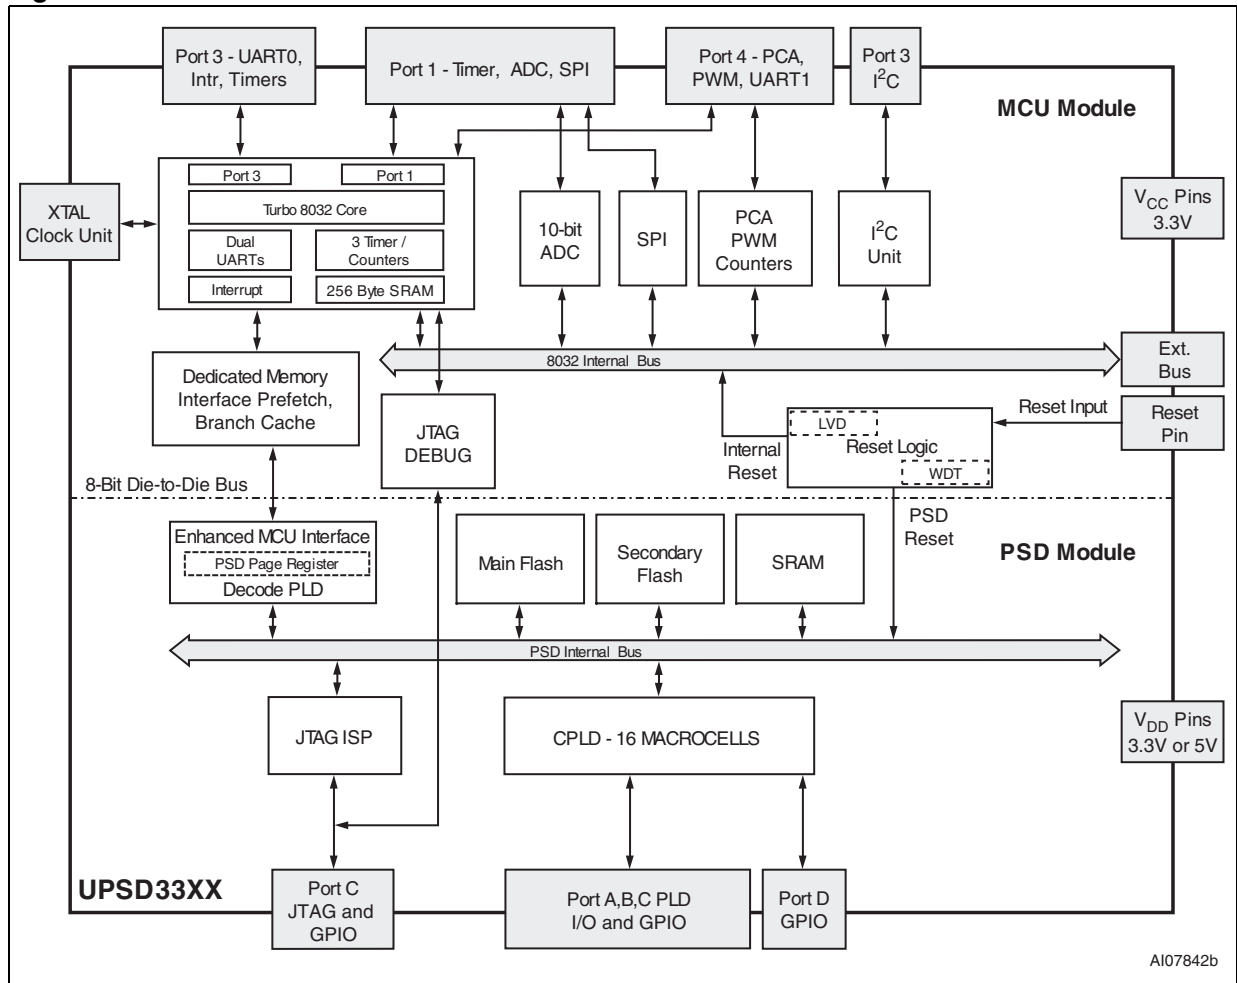 Port 3 - UART0,
Intr, Timers
Port 1 - Timer, ADC, SPI
Port 4 - PCA,
PWM, UART1
Port 3
I2C
MCU Module
Port 3
Port 1
Turbo 8032 Core
Dual
UARTs
3 Timer /
Counters
Interrupt
256 Byte SRAM
XTAL
Clock Unit
10-bit
ADC
SPI
PCA
PWM
Counters
I2C
Unit
VCC Pins
3.3V
8032 Internal Bus
Ext.
Bus
Dedicated Memory
Interface Prefetch,
Branch Cache
JTAG
DEBUG
LVD
Reset Logic
WDT
Internal
Reset
Reset Input
Reset
Pin
8-Bit Die-to-Die Bus
PSD
Reset
PSD Module
Enhanced MCU Interface
PSD Page Register
Decode PLD
Main Flash
Secondary
Flash
SRAM
PSD Internal Bus
JTAG ISP
CPLD - 16 MACROCELLS
VDD Pins
3.3V or 5V
UPSD33XX
Port C
JTAG and
GPIO
Port A,B,C PLD
I/O and GPIO
Port D
GPIO
AI07842b